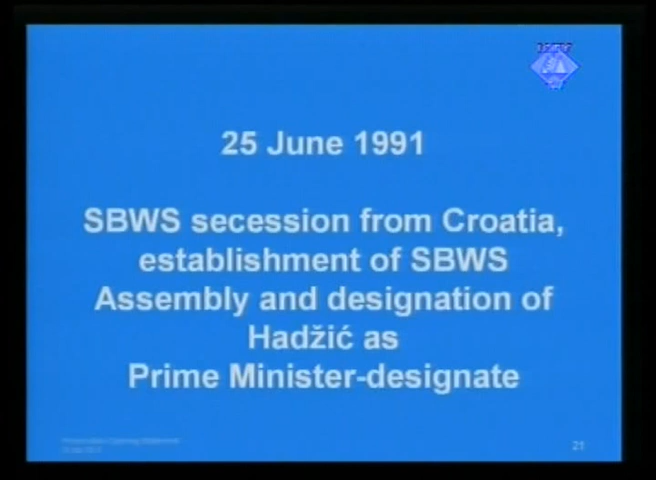 25 June 1991
SBWS secession from Croatia,
establishment of SBWS
Assembly and designation of
Hadžić as
Prime Minister-designate
21